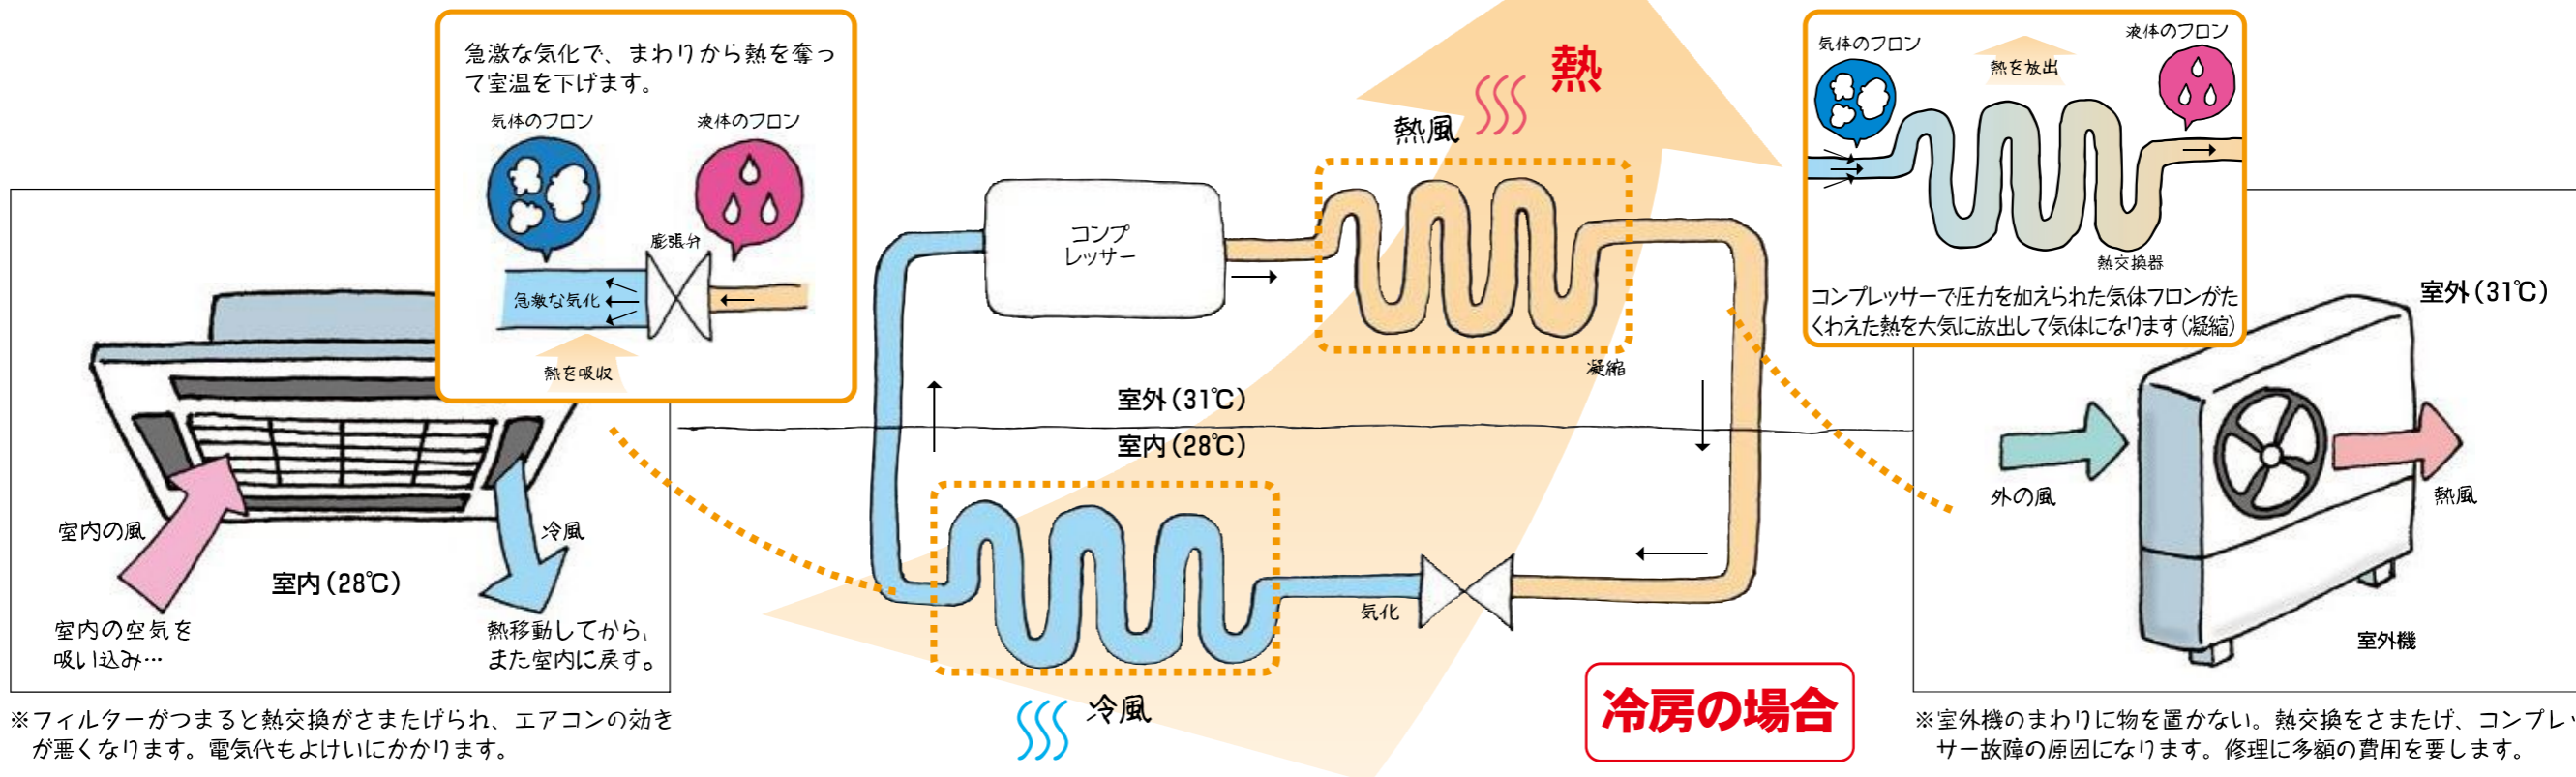 急激な気化で、まわりから熱を奪っ
て室温を下げます。
気体のフロン
液体のフロン
膨張分
急激な気化
熱を吸収
室内の風
冷風
室内(28℃)
室内の空気を
吸い込み…
熱移動してから、
また室内に戻す。
※フィルターがつまると熱交換がさまたげられ、エアコンの効き
が悪くなります。電気代もよけいにかかります。
熱
熱風
コンプ
レッサー
凝縮
室外(31℃)
室内(28℃)
気化
冷風
冷房の場合
気体のフロン
液体のフロン
熱を放出
熱交換器
コンプレッサーで圧力を加えられた気体フロンがた
くわえた熱を大気に放出して気体になります(凝縮)
室外(31℃)
外の風
熱風
室外機
※室外機のまわりに物を置かない。熱交換をさまたげ、コンプレッ
サー故障の原因になります。修理に多額の費用を要します。